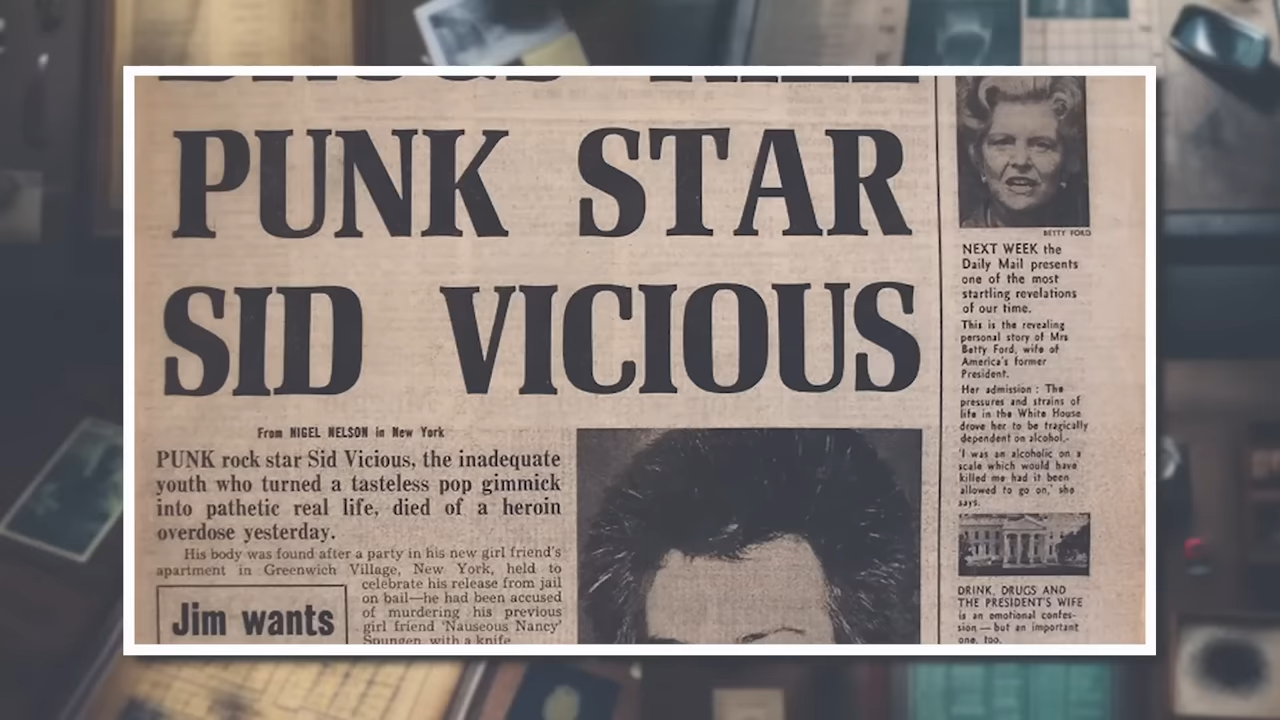 DRUGS KILL
PUNK STAR
SID VICIOUS
From NIGEL NELSON in New York
PUNK rock star Sid Vicious, the inadequate
youth who turned a tasteless pop gimmick
into pathetic real life, died of a heroin
overdose yesterday.
His body was found after a party in his new girl friend's
apartment in Greenwich Village, New York, held to
celebrate his release from jail
on bail—he had been accused
of murdering his previous
girl friend 'Nauseous Nancy'
Spungen with a knife
Jim wants
BETTY FORD
NEXT WEEK the
Daily Mail presents
one of the most
startling revelations
of our time.
This is the revealing
personal story of Mrs
Betty Ford, wife of
America's former
President.
Her admission : The
pressures and strains of
life in the White House
drove her to be tragically
dependent on alcohol.
'I was an alcoholic on a
scale which would have
killed me had it been
allowed to go on,' she
says.
DRINK, DRUGS AND
THE PRESIDENT'S WIFE
is an emotional confes-
sion — but an important
one, too.